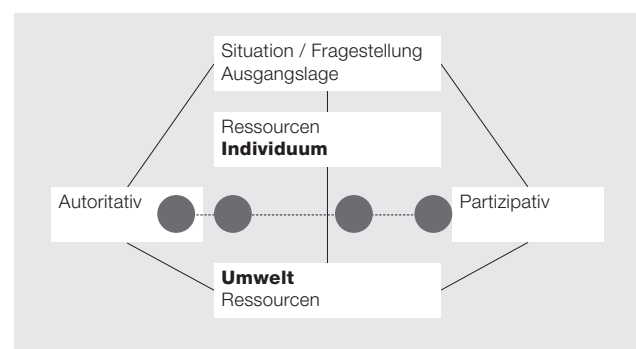 Situation / Fragestellung
Ausgangslage
Ressourcen
Individuum
Autoritativ
Partizipativ
Umwelt
Ressourcen